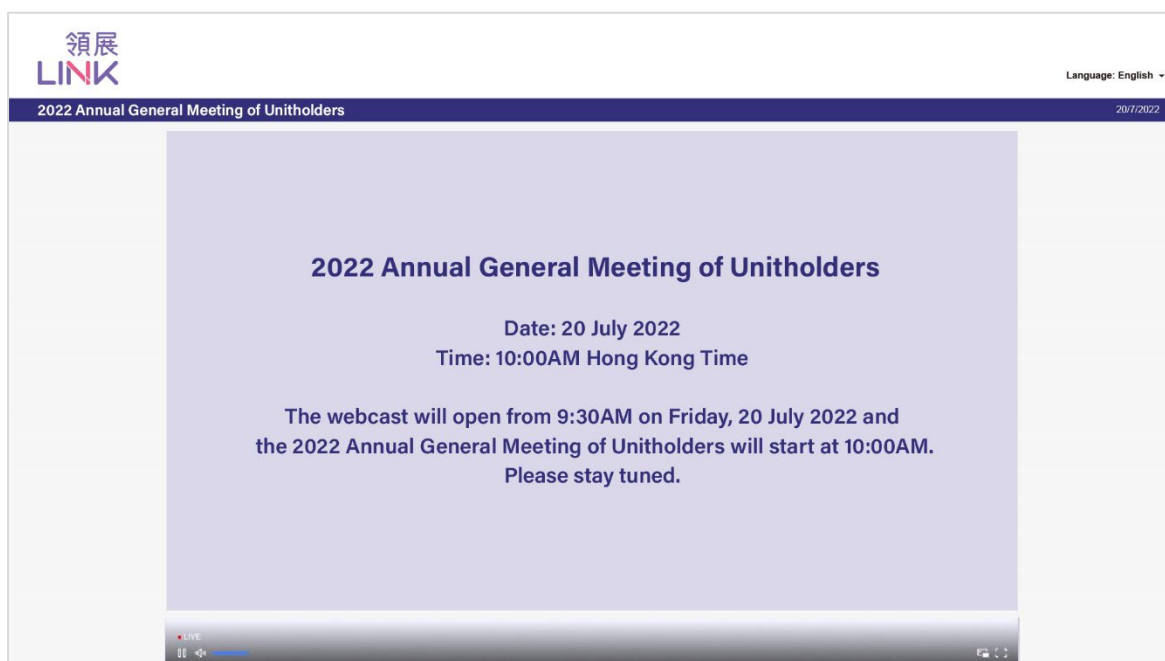 領展
LINK
Language: English
2022 Annual General Meeting of Unitholders
20/7/2022
2022 Annual General Meeting of Unitholders
Date: 20 July 2022
Time: 10:00AM Hong Kong Time
The webcast will open from 9:30AM on Friday, 20 July 2022 and
the 2022 Annual General Meeting of Unitholders will start at 10:00AM.
Please stay tuned.
LIVE